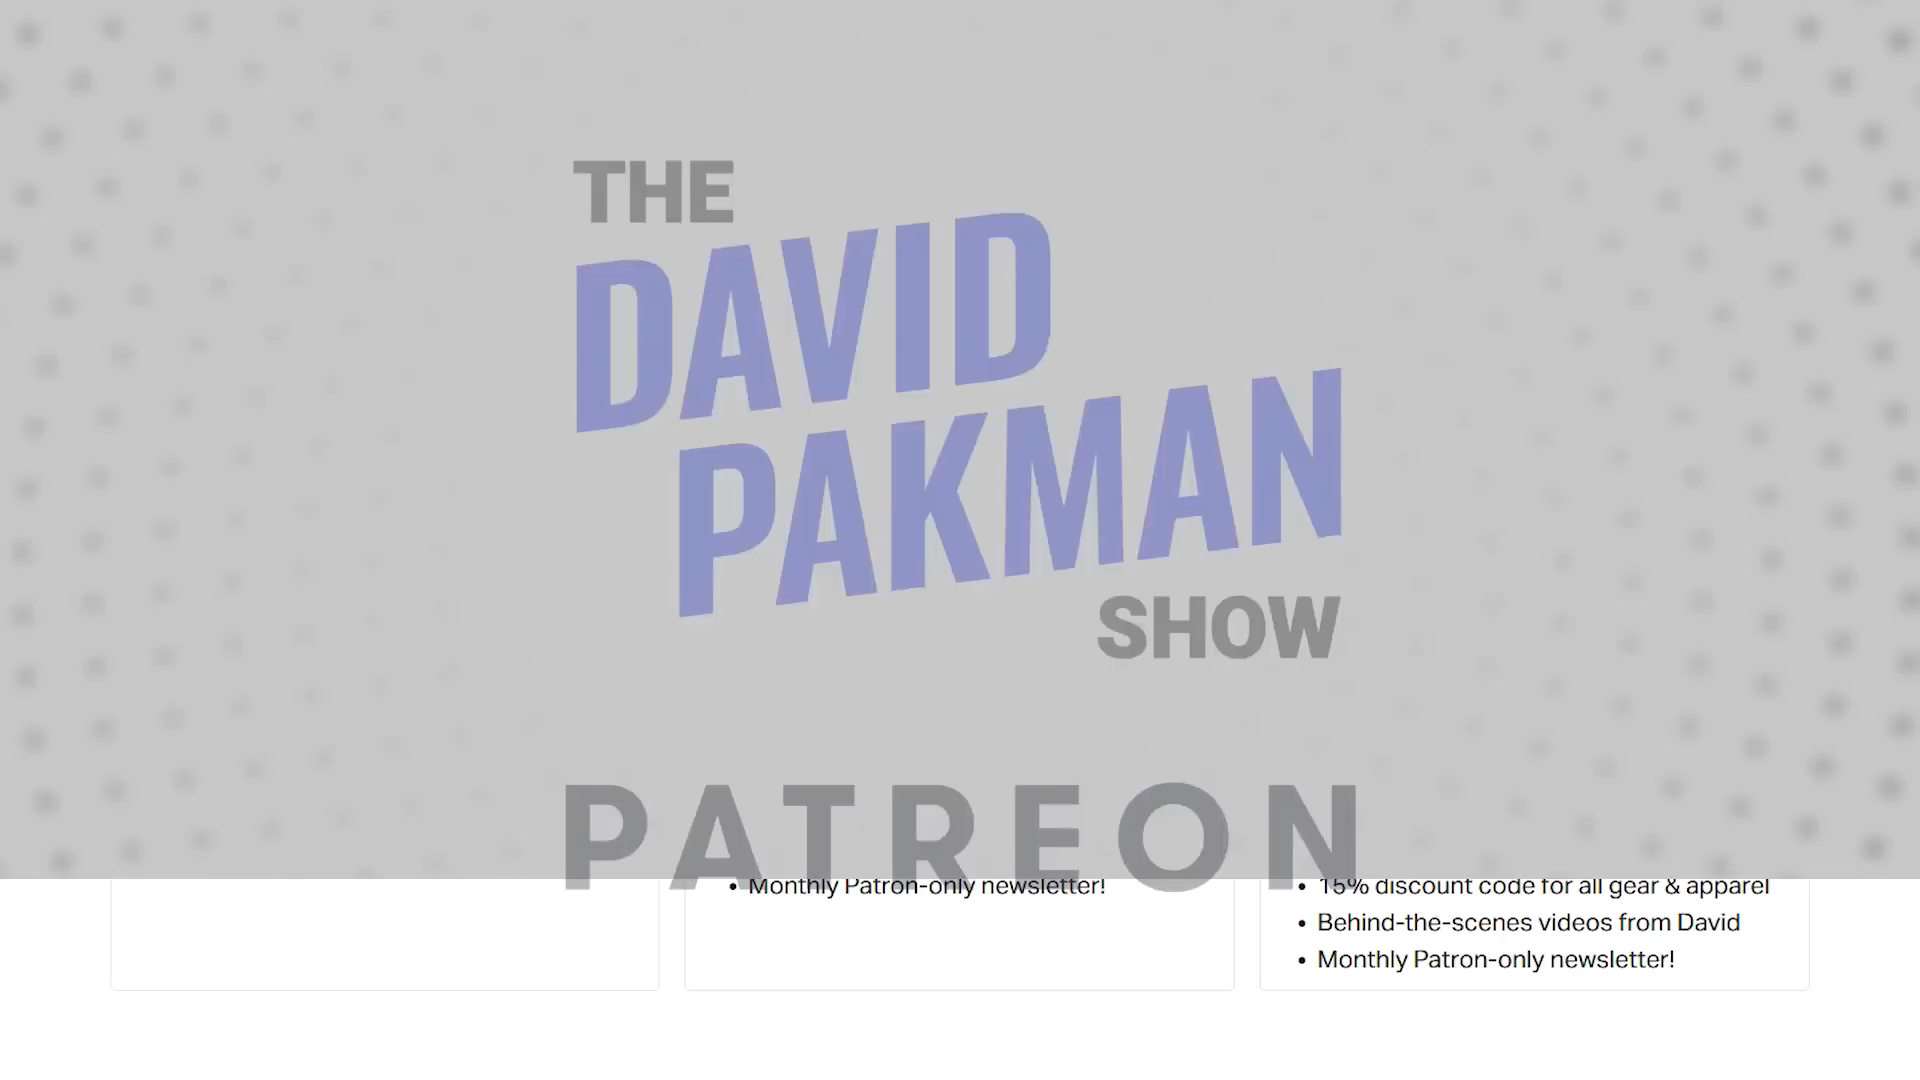 THE
DAVID
PAKMAN
SHOW
PATREON
• Monthly Patron-only newsletter!
• 15% discount code for all gear & apparel
• Behind-the-scenes videos from David
• Monthly Patron-only newsletter!